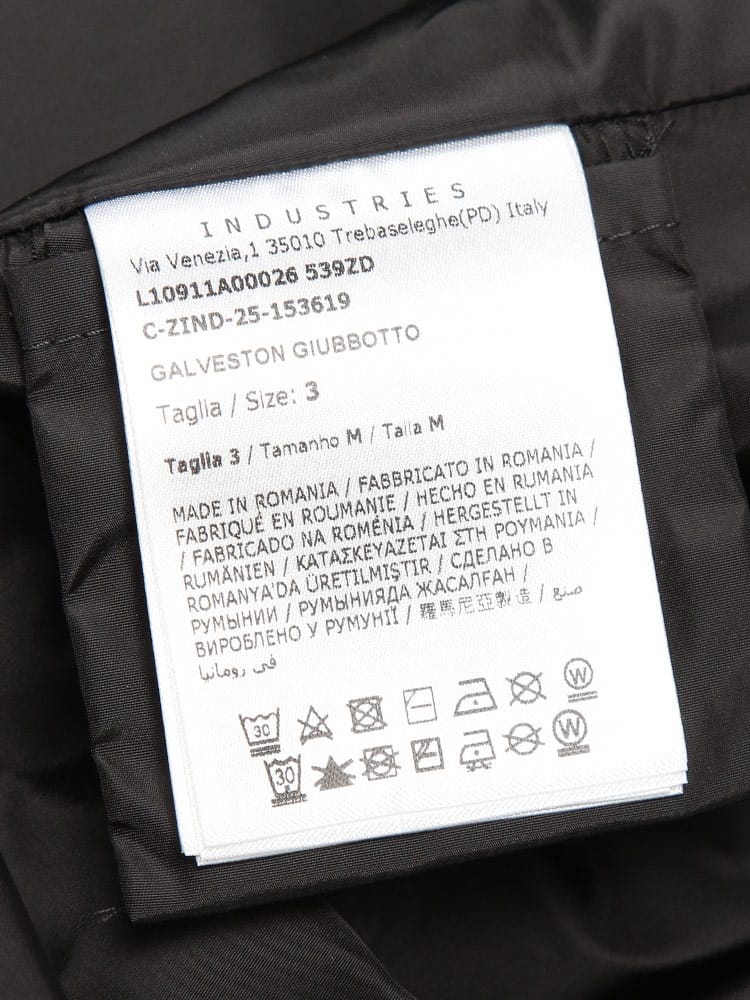 INDUSTRIES
Via Venezia,1 35010 Trebaseleghe(PD) Italy
L10911A00026 539ZD
C-ZIND-25-153619
GALVESTON GIUBBOTTO
Taglia / Size: 3
Taglia 3 / Tamanho M / Talla M
MADE IN ROMANIA / FABBRICATO IN ROMANIA /
FABRIQUÉ EN ROUMANIE / HECHO EN RUMANIA
/ FABRICADO NA ROMÉNIA / HERGESTELLT IN
RUMÄNIEN / ΚΑΤΑΣΚΕΥΑΖΕΤΑΙ ΣΤΗ ΡΟΥΜΑΝΙΑ /
ROMANYA'DA ÜRETILMIŞTIR / СДЕЛАНО В
РУМЫНИИ / РУМЫНИЯДА ЖАСАЛҒАН /
ВИРОБЛЕНО У РУМУНІЇ / 羅馬尼亞製造 / صنع
في رومانيا
30 W
30 W